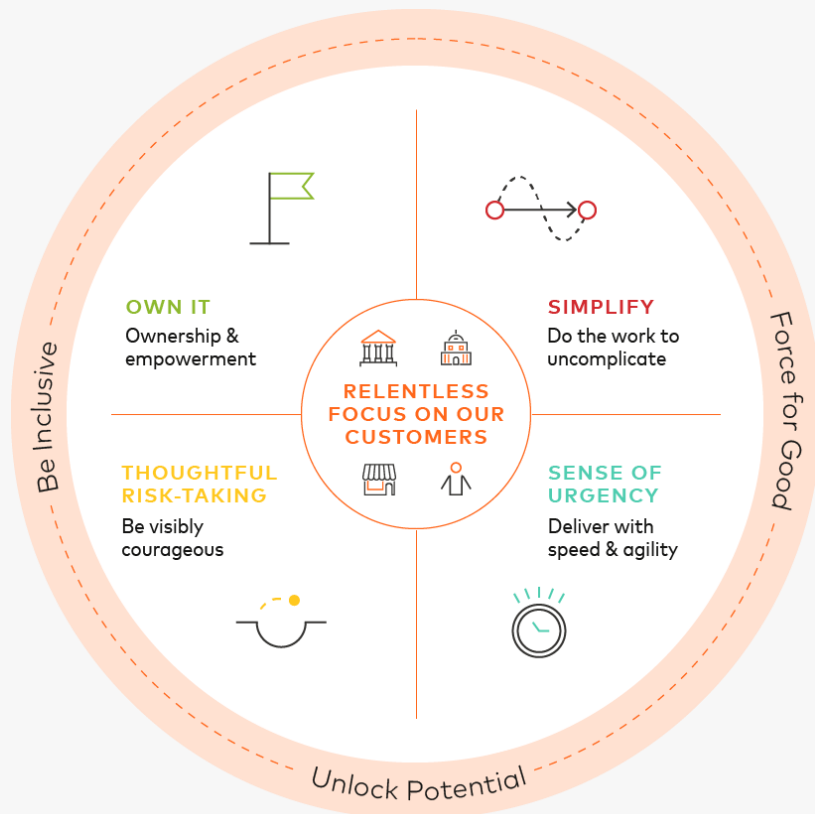 OWN IT
Ownership &
empowerment
SIMPLIFY
Do the work to
uncomplicate
RELENTLESS
FOCUS ON OUR
CUSTOMERS
THOUGHTFUL
RISK-TAKING
Be visibly
courageous
SENSE OF
URGENCY
Deliver with
speed & agility
Be Inclusive
Unlock Potential
Force for Good